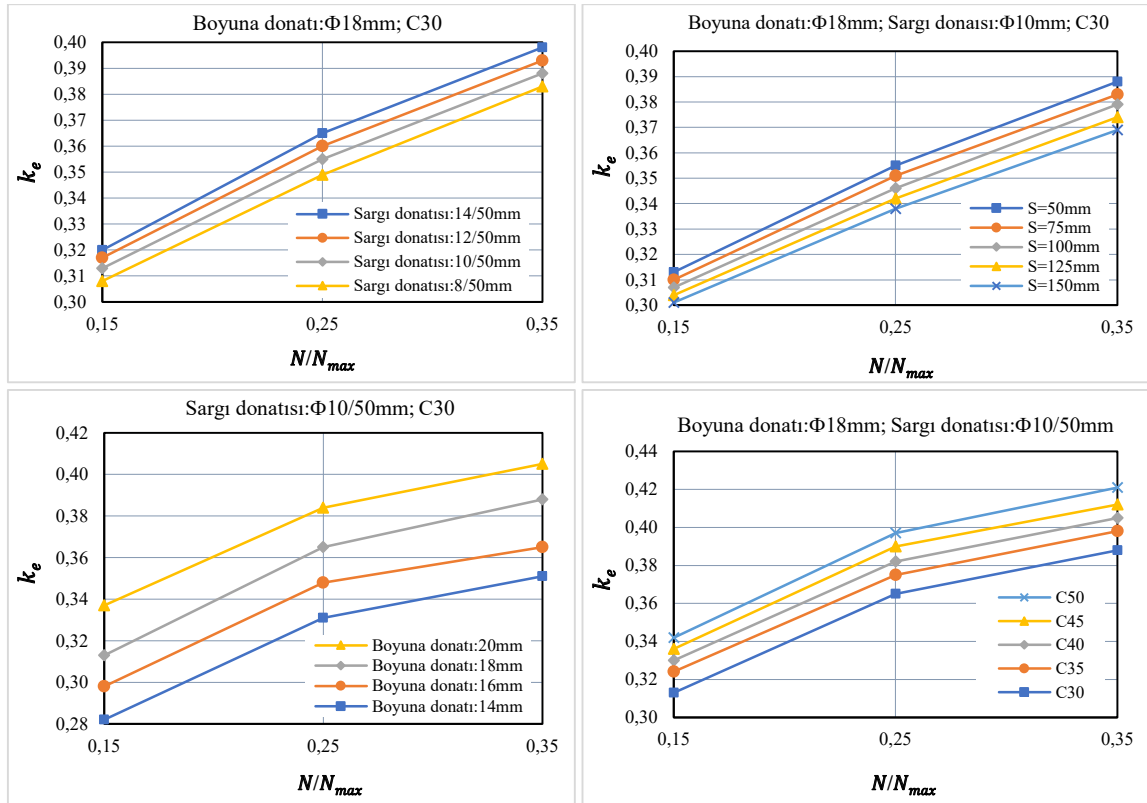 Boyuna donatı:Φ18mm; C30
0,40
0,39
0,38
0,37
0,36
0,35
0,34
0,33
0,32
0,31
0,30
k_e
Sargı donatısı:14/50mm
Sargı donatısı:12/50mm
Sargı donatısı:10/50mm
Sargı donatısı:8/50mm
0,15 0,25 0,35
N/N_max
Boyuna donatı:Φ18mm; Sargı donaısı:Φ10mm; C30
0,40
0,39
0,38
0,37
0,36
0,35
0,34
0,33
0,32
0,31
0,30
k_e
S=50mm
S=75mm
S=100mm
S=125mm
S=150mm
0,15 0,25 0,35
N/N_max
Sargı donatısı:Φ10/50mm; C30
0,42
0,40
0,38
0,36
0,34
0,32
0,30
0,28
k_e
Boyuna donatı:20mm
Boyuna donatı:18mm
Boyuna donatı:16mm
Boyuna donatı:14mm
0,15 0,25 0,35
N/N_max
Boyuna donatı:Φ18mm; Sargı donatısı:Φ10/50mm
0,44
0,42
0,40
0,38
0,36
0,34
0,32
0,30
k_e
C50
C45
C40
C35
C30
0,15 0,25 0,35
N/N_max